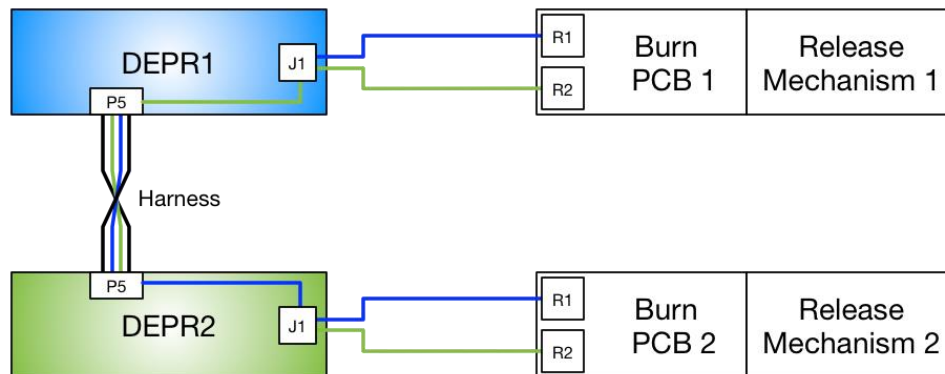 DEPR1
J1
P5
R1
R2
Burn
PCB 1
Release
Mechanism 1
Harness
P5
DEPR2
J1
R1
R2
Burn
PCB 2
Release
Mechanism 2